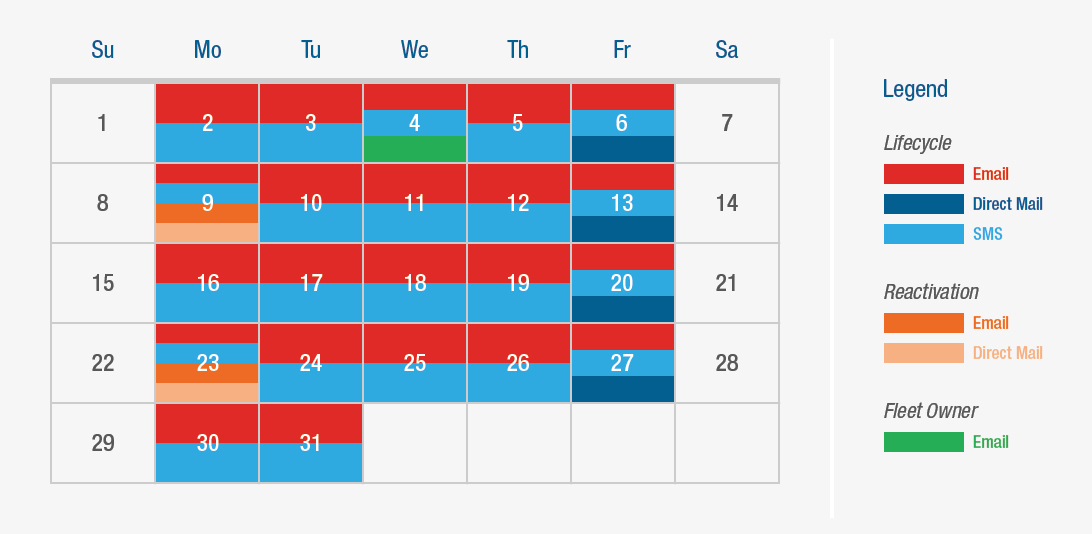 Su Mo Tu We Th Fr Sa
1 2 3 4 5 6 7
8 9 10 11 12 13 14
15 16 17 18 19 20 21
22 23 24 25 26 27 28
29 30 31
Legend
Lifecycle
Email
Direct Mail
SMS
Reactivation
Email
Direct Mail
Fleet Owner
Email